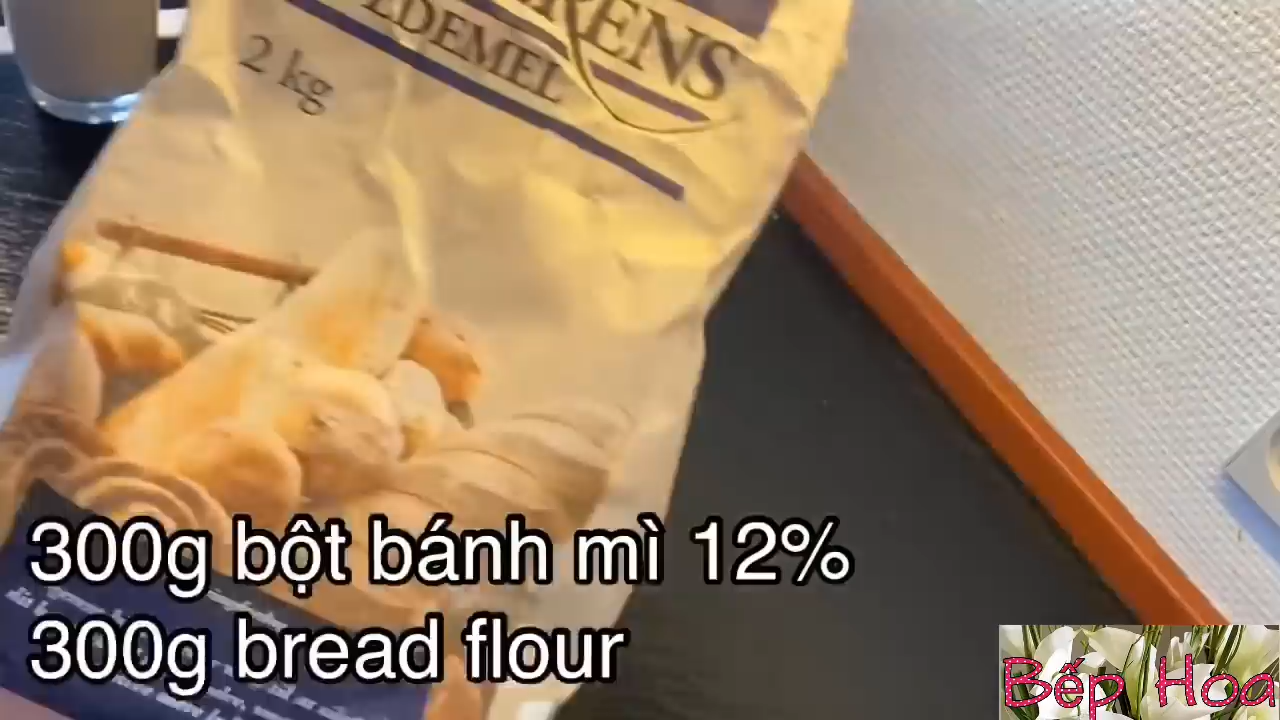 RENS
EDEMEL
2 kg
300g bột bánh mì 12%
300g bread flour
Bếp Hoa